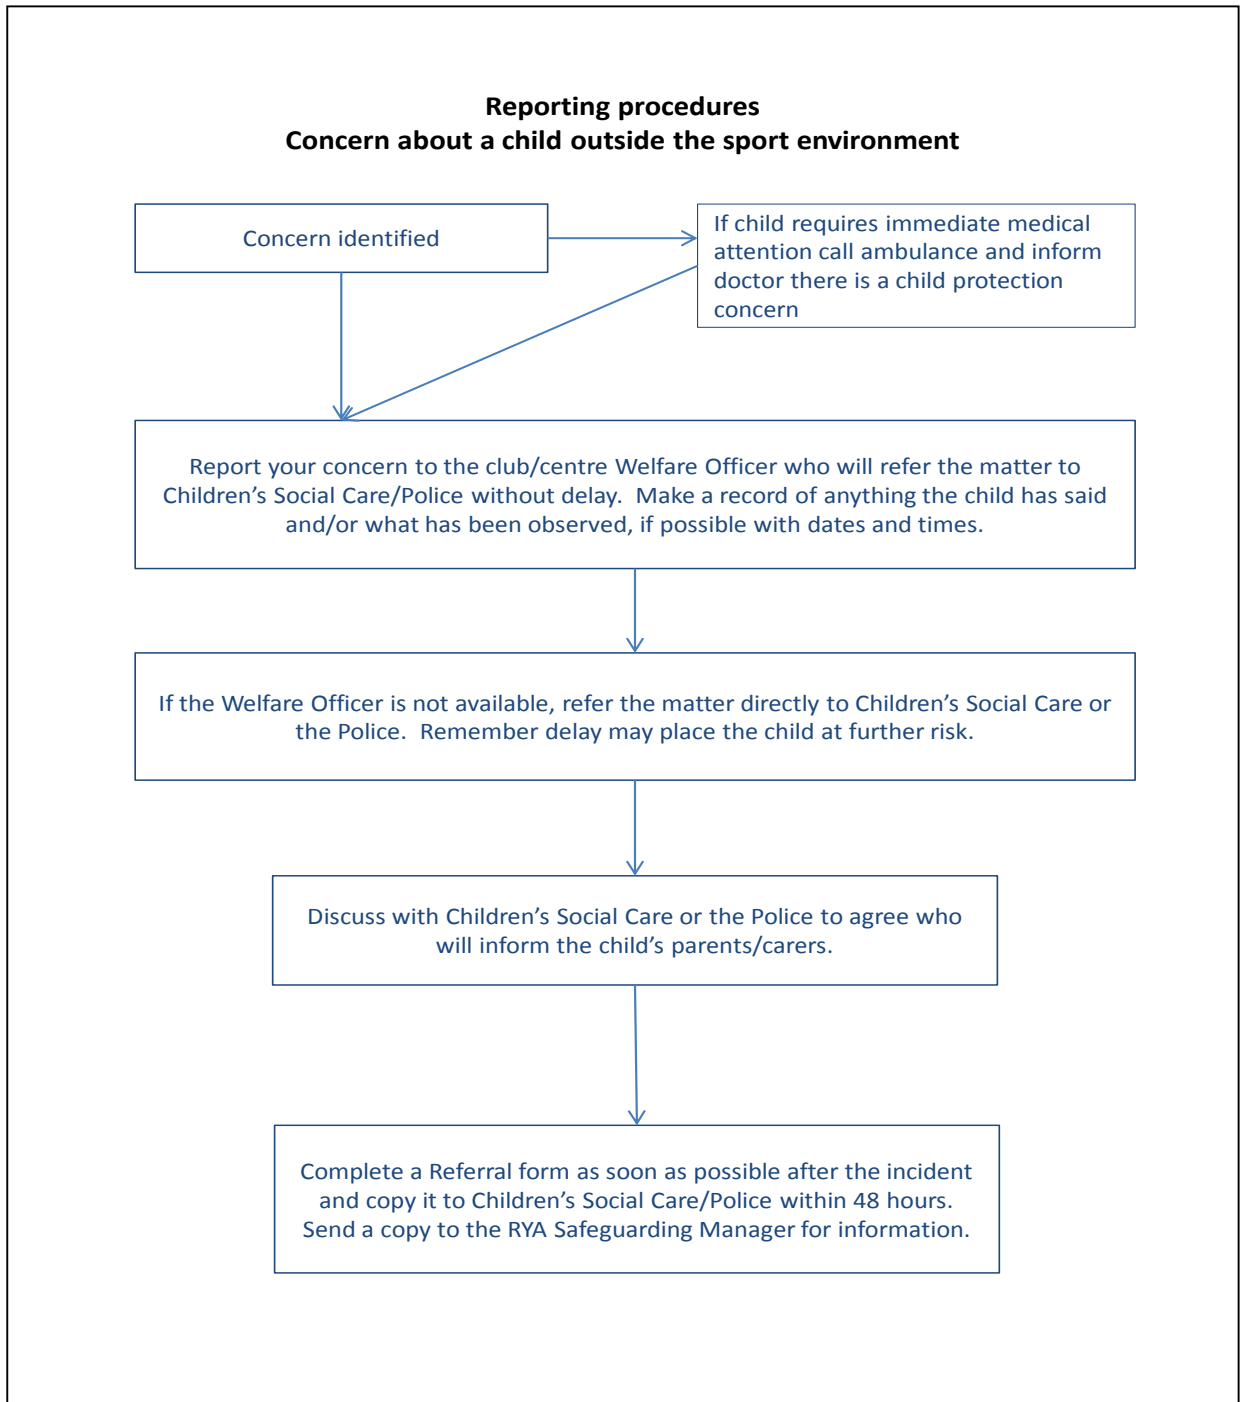 Reporting procedures
Concern about a child outside the sport environment
Concern identified
If child requires immediate medical
attention call ambulance and inform
doctor there is a child protection
concern
Report your concern to the club/centre Welfare Officer who will refer the matter to
Children’s Social Care/Police without delay.  Make a record of anything the child has said
and/or what has been observed, if possible with dates and times.
If the Welfare Officer is not available, refer the matter directly to Children’s Social Care or
the Police.  Remember delay may place the child at further risk.
Discuss with Children’s Social Care or the Police to agree who
will inform the child’s parents/carers.
Complete a Referral form as soon as possible after the incident
and copy it to Children’s Social Care/Police within 48 hours.
Send a copy to the RYA Safeguarding Manager for information.